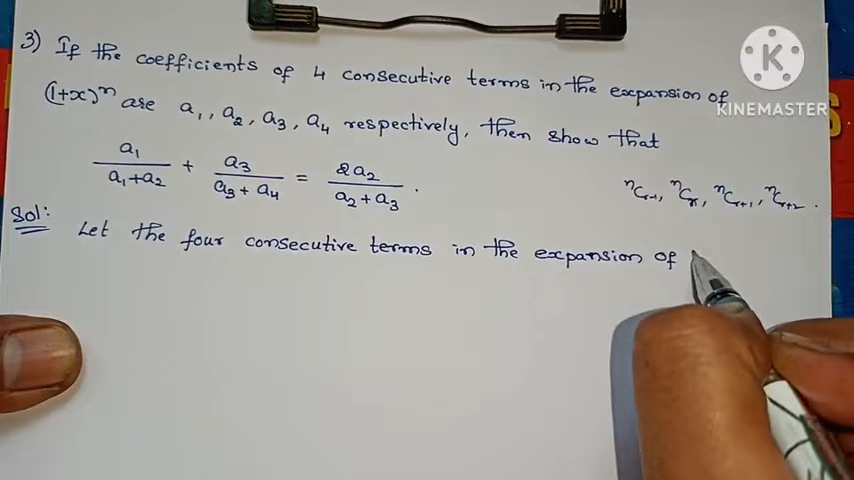 3) If the coefficients of 4 consecutive terms in the expansion of
(1+x)ⁿ are a₁, a₂, a₃, a₄ respectively, then show that
a₁/(a₁+a₂) + a₃/(a₃+a₄) = 2a₂/(a₂+a₃).
ⁿCᵣ₋₁, ⁿCᵣ, ⁿCᵣ₊₁, ⁿCᵣ₊₂.
Sol:
Let the four consecutive terms in the expansion of
K
KINEMASTER